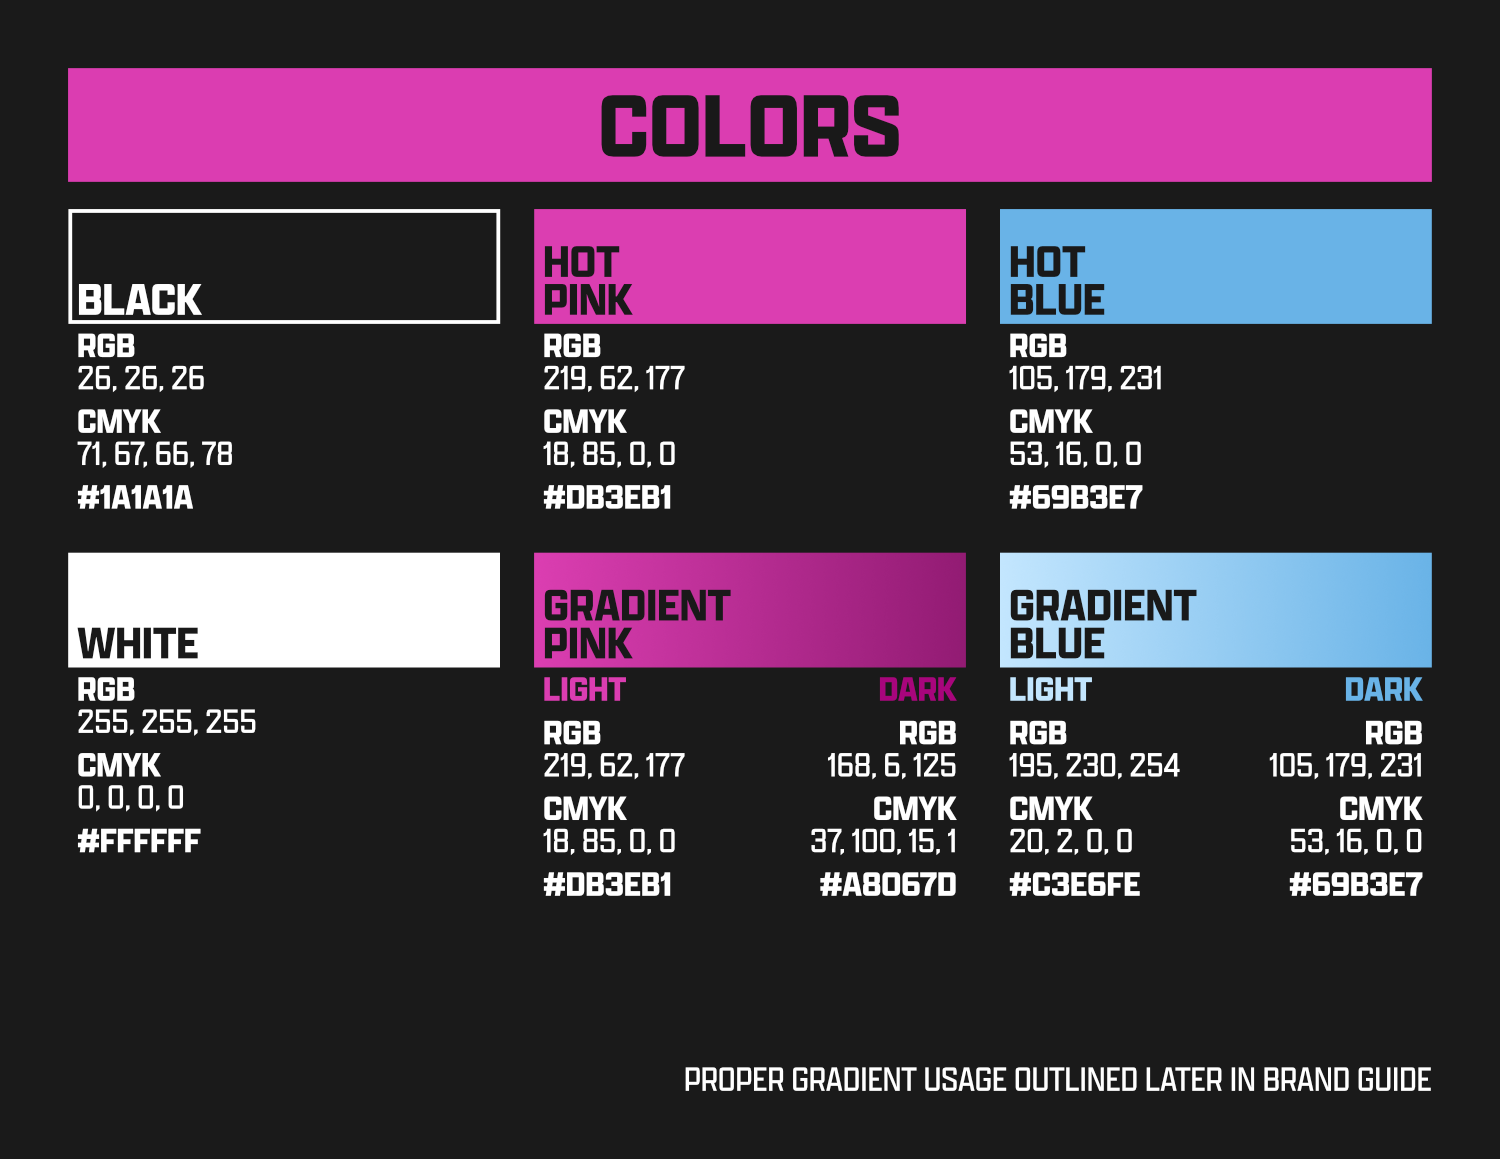 COLORS
BLACK
RGB
26, 26, 26
CMYK
71, 67, 66, 78
#1A1A1A
HOT
PINK
RGB
219, 62, 177
CMYK
18, 85, 0, 0
#DB3EB1
HOT
BLUE
RGB
105, 179, 231
CMYK
53, 16, 0, 0
#69B3E7
WHITE
RGB
255, 255, 255
CMYK
0, 0, 0, 0
#FFFFFF
GRADIENT
PINK
LIGHT
RGB
219, 62, 177
CMYK
18, 85, 0, 0
#DB3EB1
DARK
RGB
168, 6, 125
CMYK
37, 100, 15, 1
#A8067D
GRADIENT
BLUE
LIGHT
RGB
195, 230, 254
CMYK
20, 2, 0, 0
#C3E6FE
DARK
RGB
105, 179, 231
CMYK
53, 16, 0, 0
#69B3E7
PROPER GRADIENT USAGE OUTLINED LATER IN BRAND GUIDE